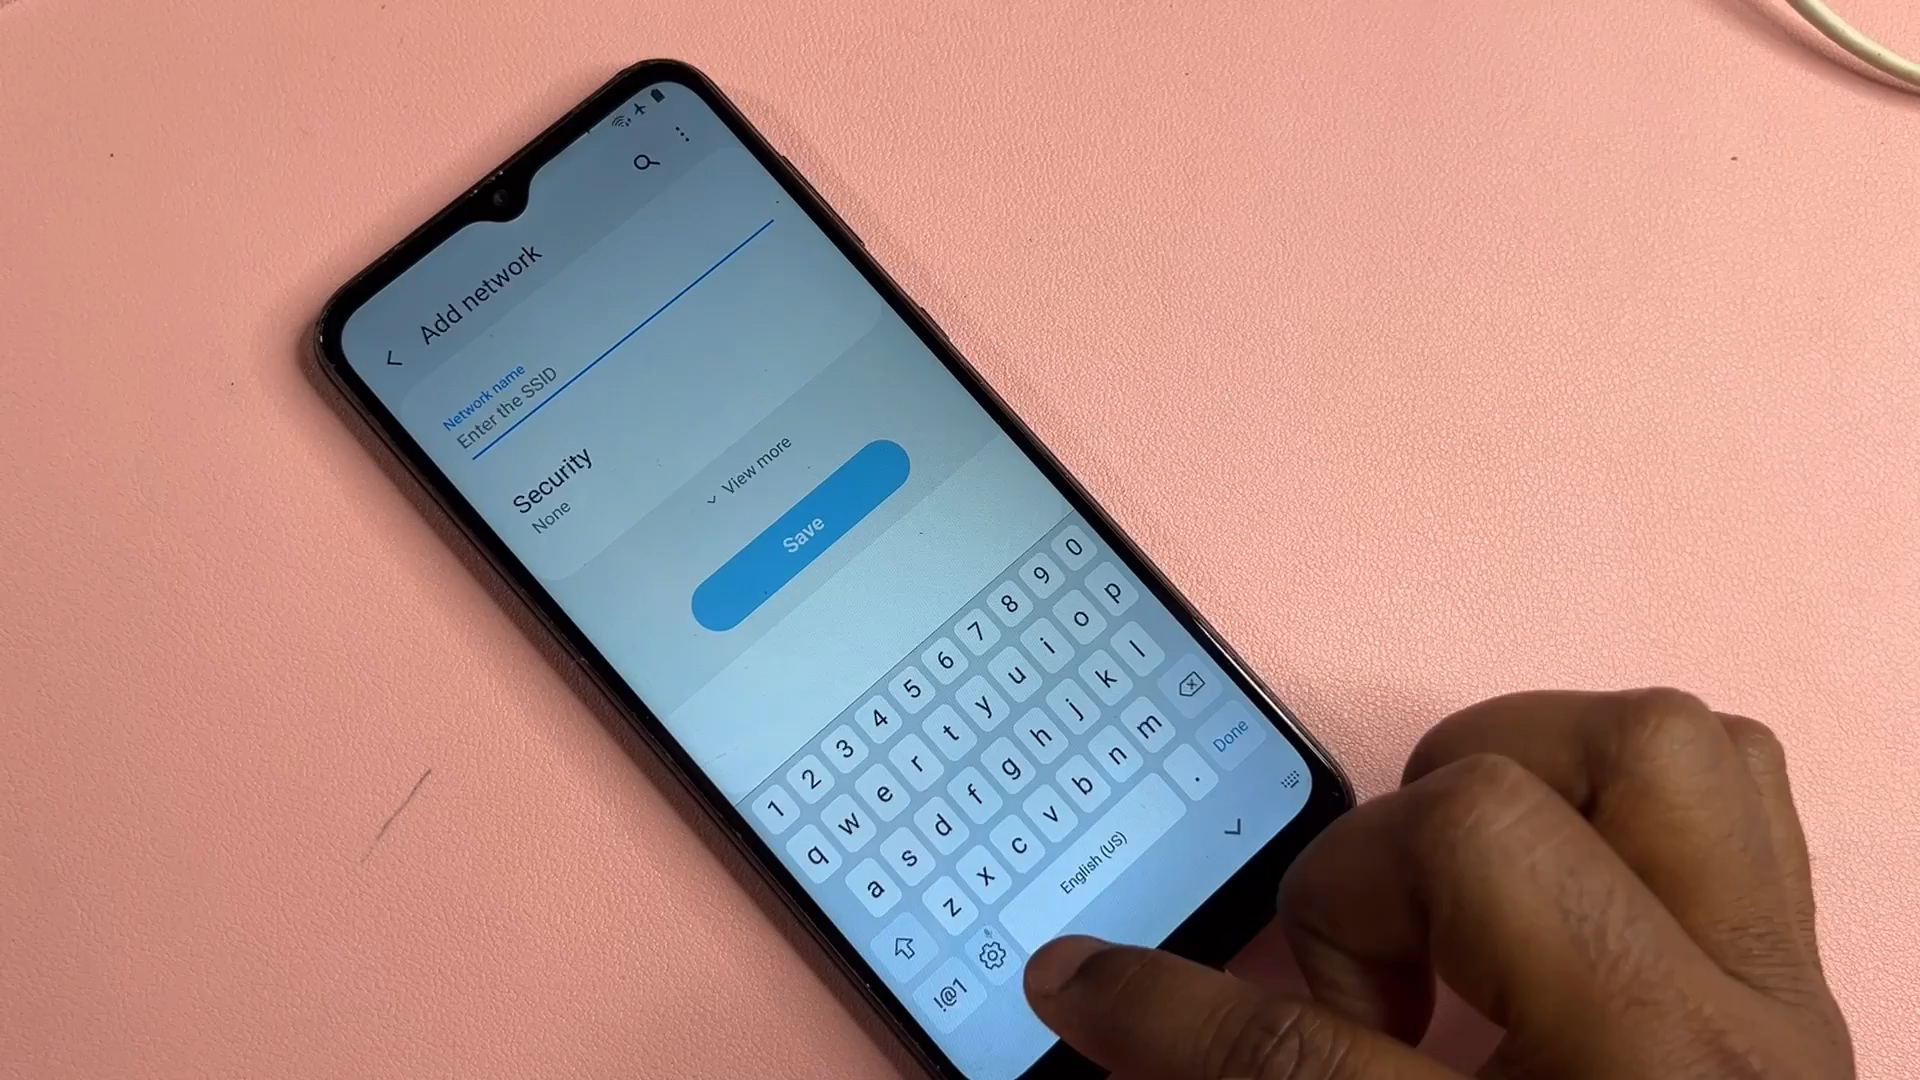 Add network
Network name
Enter the SSID
Security
None
View more
Save
1 2 3 4 5 6 7 8 9 0
q w e r t y u i o p
a s d f g h j k l
z x c v b n m
!@1 English (US) . Done